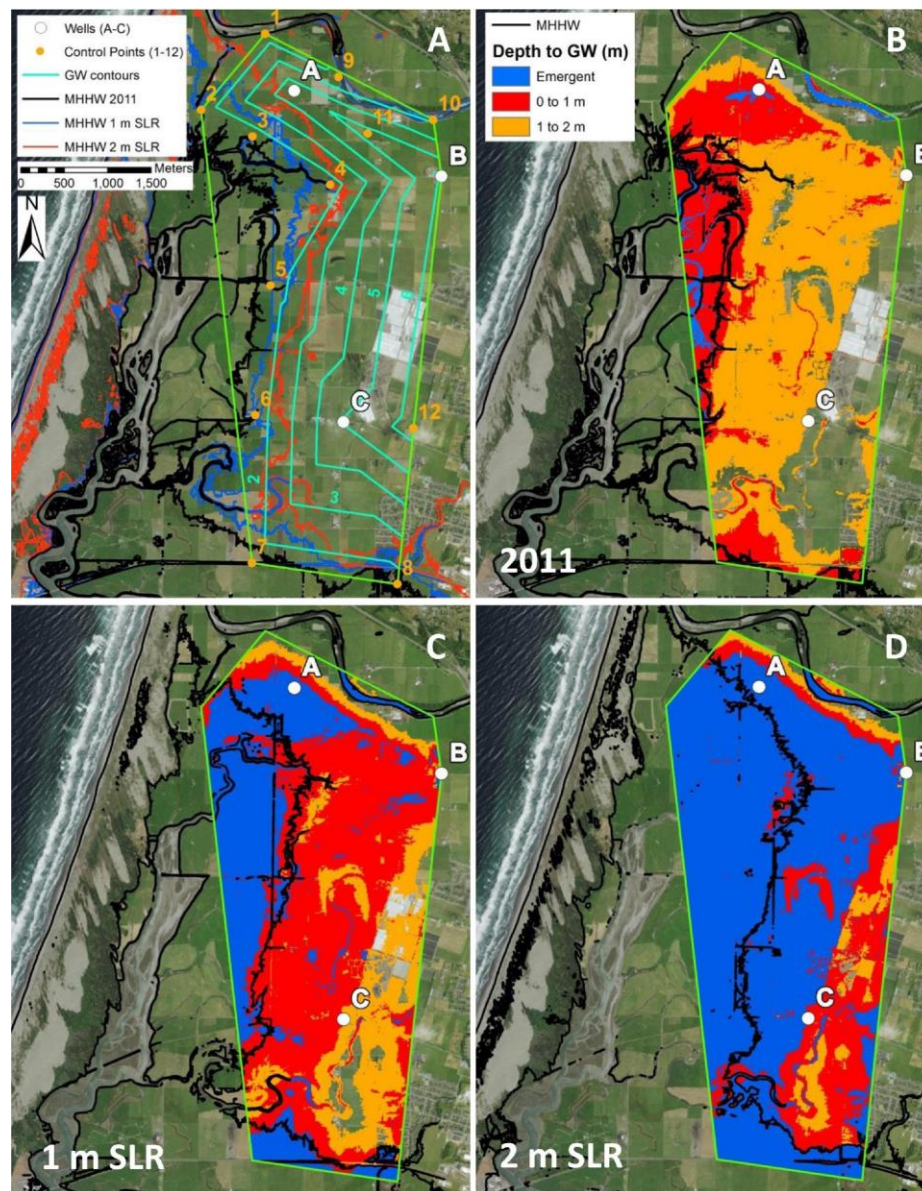 Wells (A-C)
Control Points (1-12)
GW contours
MHHW 2011
MHHW 1 m SLR
MHHW 2 m SLR
Meters
0 500 1,000 1,500
N
A
1
9
A
2
10
11
3
B
4
5
4
5
6
6
12
C
2
3
7
8
MHHW
Depth to GW (m)
Emergent
0 to 1 m
1 to 2 m
B
A
B
C
2011
C
A
B
C
1 m SLR
D
A
B
C
2 m SLR